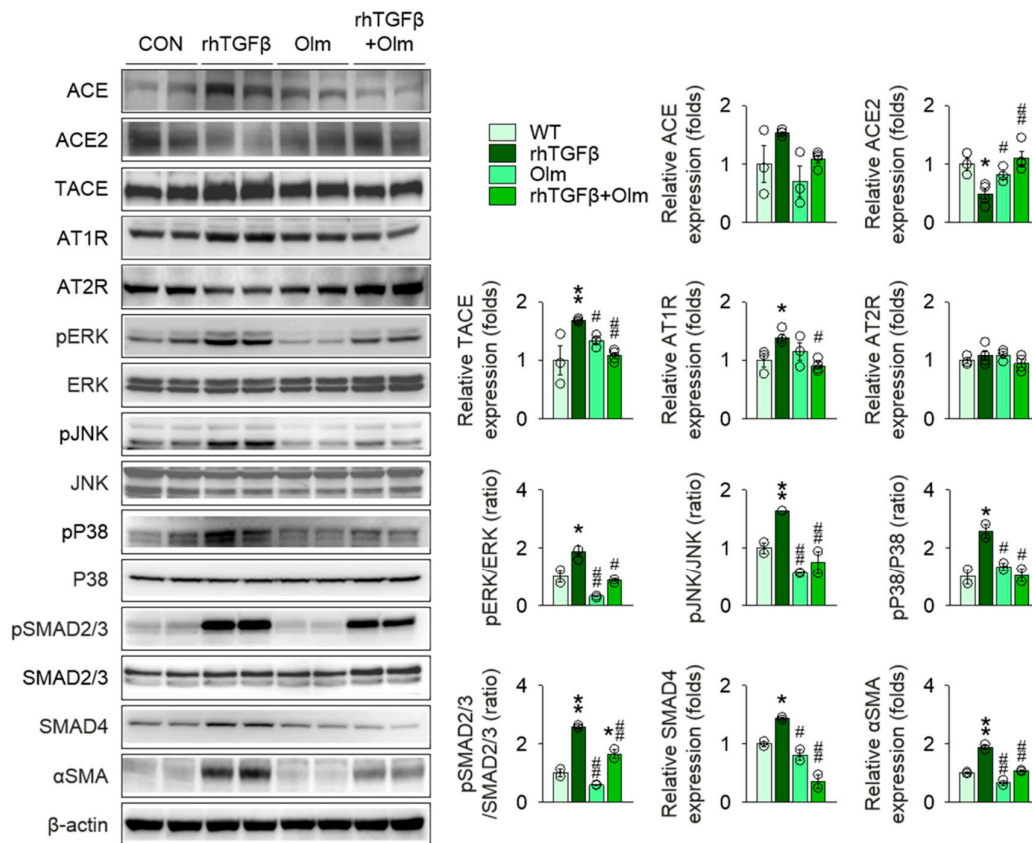 CON rhTGFβ Olm rhTGFβ
+Olm
ACE
ACE2
TACE
AT1R
AT2R
pERK
ERK
pJNK
JNK
pP38
P38
pSMAD2/3
SMAD2/3
SMAD4
αSMA
β-actin
WT
rhTGFβ
Olm
rhTGFβ+Olm
Relative ACE
expression (folds)
2
1
0
Relative ACE2
expression (folds)
2
1
0
*
#
##
Relative TACE
expression (folds)
2
1
0
**
#
##
Relative AT1R
expression (folds)
2
1
0
*
#
Relative AT2R
expression (folds)
2
1
0
pERK/ERK (ratio)
4
2
0
*
##
#
pJNK/JNK (ratio)
2
1
0
**
##
##
pP38/P38 (ratio)
4
2
0
*
#
#
pSMAD2/3
/SMAD2/3 (ratio)
4
2
0
**
##
*##
Relative SMAD4
expression (folds)
2
1
0
*
#
##
Relative αSMA
expression (folds)
4
2
0
**
##
##